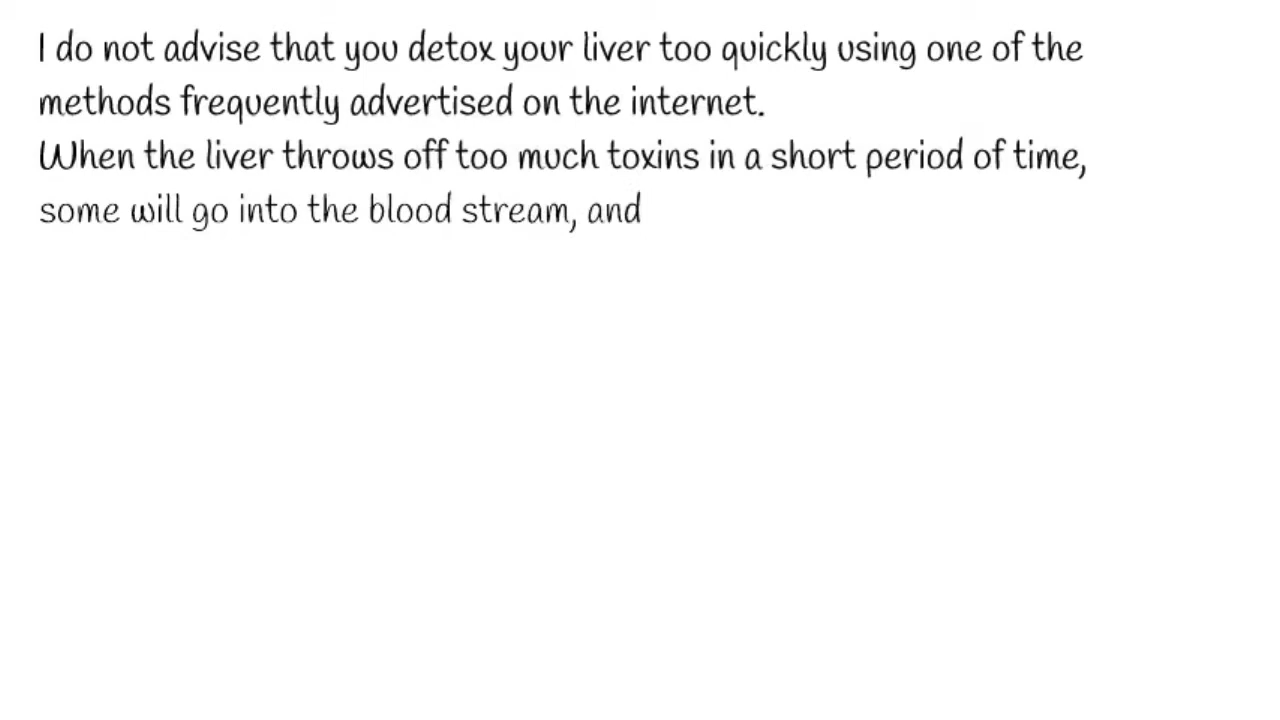 I do not advise that you detox your liver too quickly using one of the
methods frequently advertised on the internet.
When the liver throws off too much toxins in a short period of time,
some will go into the blood stream, and